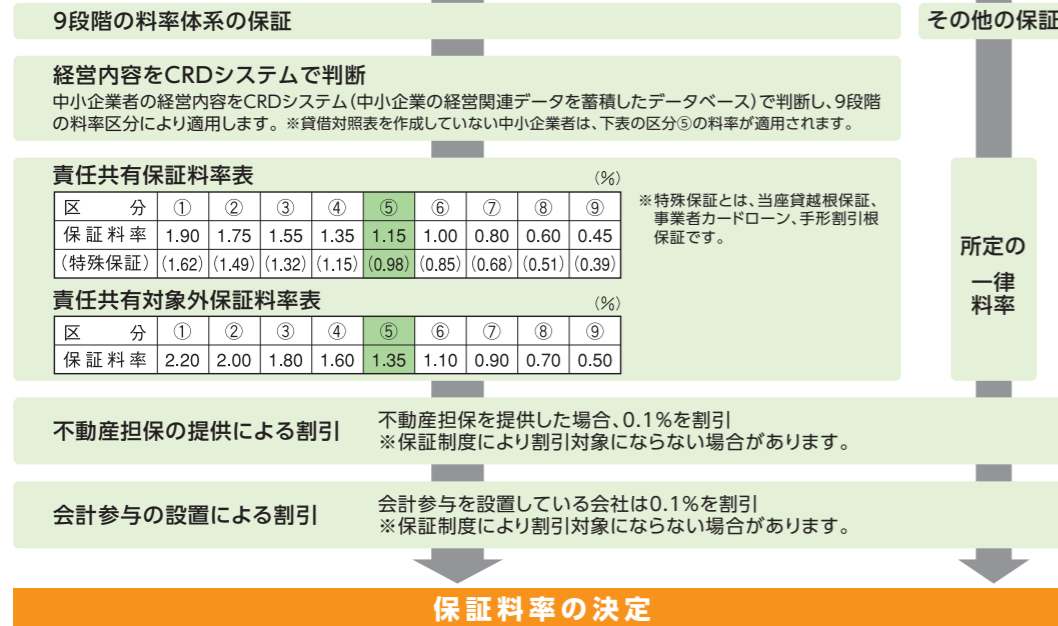 9段階の料率体系の保証
その他の保証
経営内容をCRDシステムで判断
中小企業者の経営内容をCRDシステム(中小企業の経営関連データを蓄積したデータベース)で判断し、9段階
の料率区分により適用します。※貸借対照表を作成していない中小企業者は、下表の区分⑤の料率が適用されます。
責任共有保証料率表 (%)
区分 ① ② ③ ④ ⑤ ⑥ ⑦ ⑧ ⑨
保証料率 1.90 1.75 1.55 1.35 1.15 1.00 0.80 0.60 0.45
(特殊保証) (1.62) (1.49) (1.32) (1.15) (0.98) (0.85) (0.68) (0.51) (0.39)
※特殊保証とは、当座貸越根保証、
事業者カードローン、手形割引根
保証です。
責任共有対象外保証料率表 (%)
区分 ① ② ③ ④ ⑤ ⑥ ⑦ ⑧ ⑨
保証料率 2.20 2.00 1.80 1.60 1.35 1.10 0.90 0.70 0.50
所定の
一律
料率
不動産担保の提供による割引
不動産担保を提供した場合、0.1%を割引
※保証制度により割引対象にならない場合があります。
会計参与の設置による割引
会計参与を設置している会社は0.1%を割引
※保証制度により割引対象にならない場合があります。
保証料率の決定